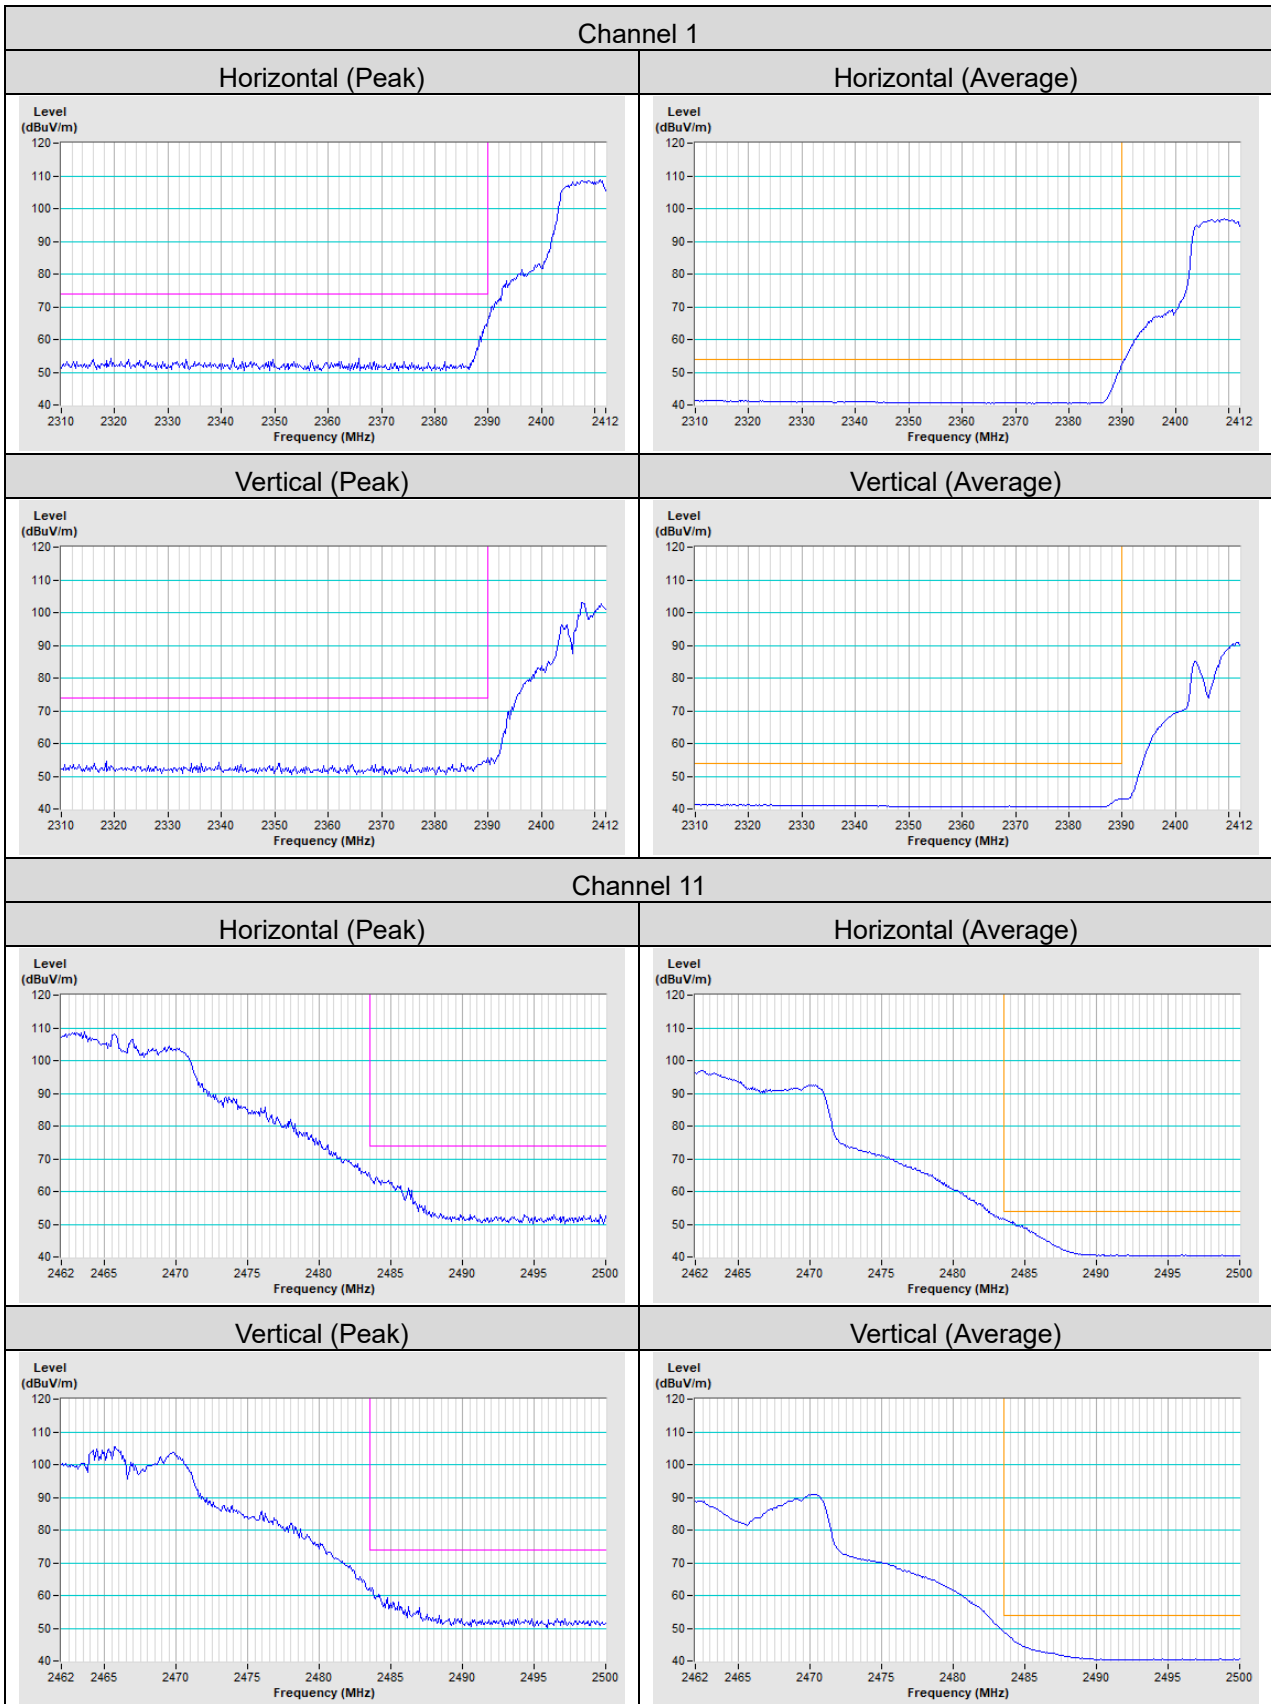 Channel 1
Horizontal (Peak)
Horizontal (Average)
Level
(dBuV/m)
120
110
100
90
80
70
60
50
40
2310 2320 2330 2340 2350 2360 2370 2380 2390 2400 2412
Frequency (MHz)
Level
(dBuV/m)
120
110
100
90
80
70
60
50
40
2310 2320 2330 2340 2350 2360 2370 2380 2390 2400 2412
Frequency (MHz)
Vertical (Peak)
Vertical (Average)
Level
(dBuV/m)
120
110
100
90
80
70
60
50
40
2310 2320 2330 2340 2350 2360 2370 2380 2390 2400 2412
Frequency (MHz)
Level
(dBuV/m)
120
110
100
90
80
70
60
50
40
2310 2320 2330 2340 2350 2360 2370 2380 2390 2400 2412
Frequency (MHz)
Channel 11
Horizontal (Peak)
Horizontal (Average)
Level
(dBuV/m)
120
110
100
90
80
70
60
50
40
2462 2465 2470 2475 2480 2485 2490 2495 2500
Frequency (MHz)
Level
(dBuV/m)
120
110
100
90
80
70
60
50
40
2462 2465 2470 2475 2480 2485 2490 2495 2500
Frequency (MHz)
Vertical (Peak)
Vertical (Average)
Level
(dBuV/m)
120
110
100
90
80
70
60
50
40
2462 2465 2470 2475 2480 2485 2490 2495 2500
Frequency (MHz)
Level
(dBuV/m)
120
110
100
90
80
70
60
50
40
2462 2465 2470 2475 2480 2485 2490 2495 2500
Frequency (MHz)